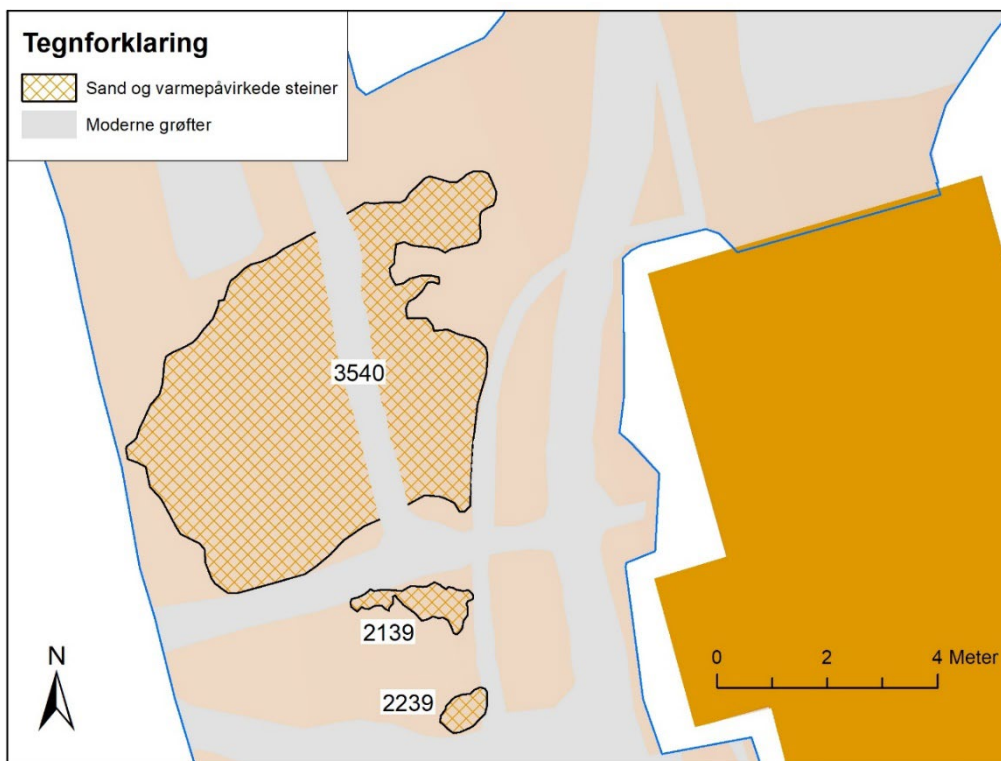 Tegnforklaring
Sand og varmepåvirkede steiner
Moderne grøfter
3540
2139
2239
N
0 2 4 Meter